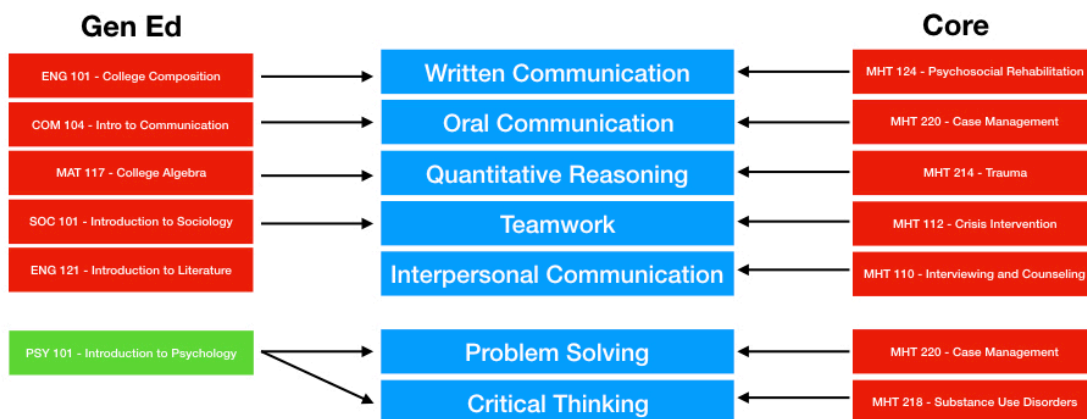 Gen Ed
Core
ENG 101 - College Composition
Written Communication
MHT 124 - Psychosocial Rehabilitation
COM 104 - Intro to Communication
Oral Communication
MHT 220 - Case Management
MAT 117 - College Algebra
Quantitative Reasoning
MHT 214 - Trauma
SOC 101 - Introduction to Sociology
Teamwork
MHT 112 - Crisis Intervention
ENG 121 - Introduction to Literature
Interpersonal Communication
MHT 110 - Interviewing and Counseling
PSY 101 - Introduction to Psychology
Problem Solving
MHT 220 - Case Management
Critical Thinking
MHT 218 - Substance Use Disorders